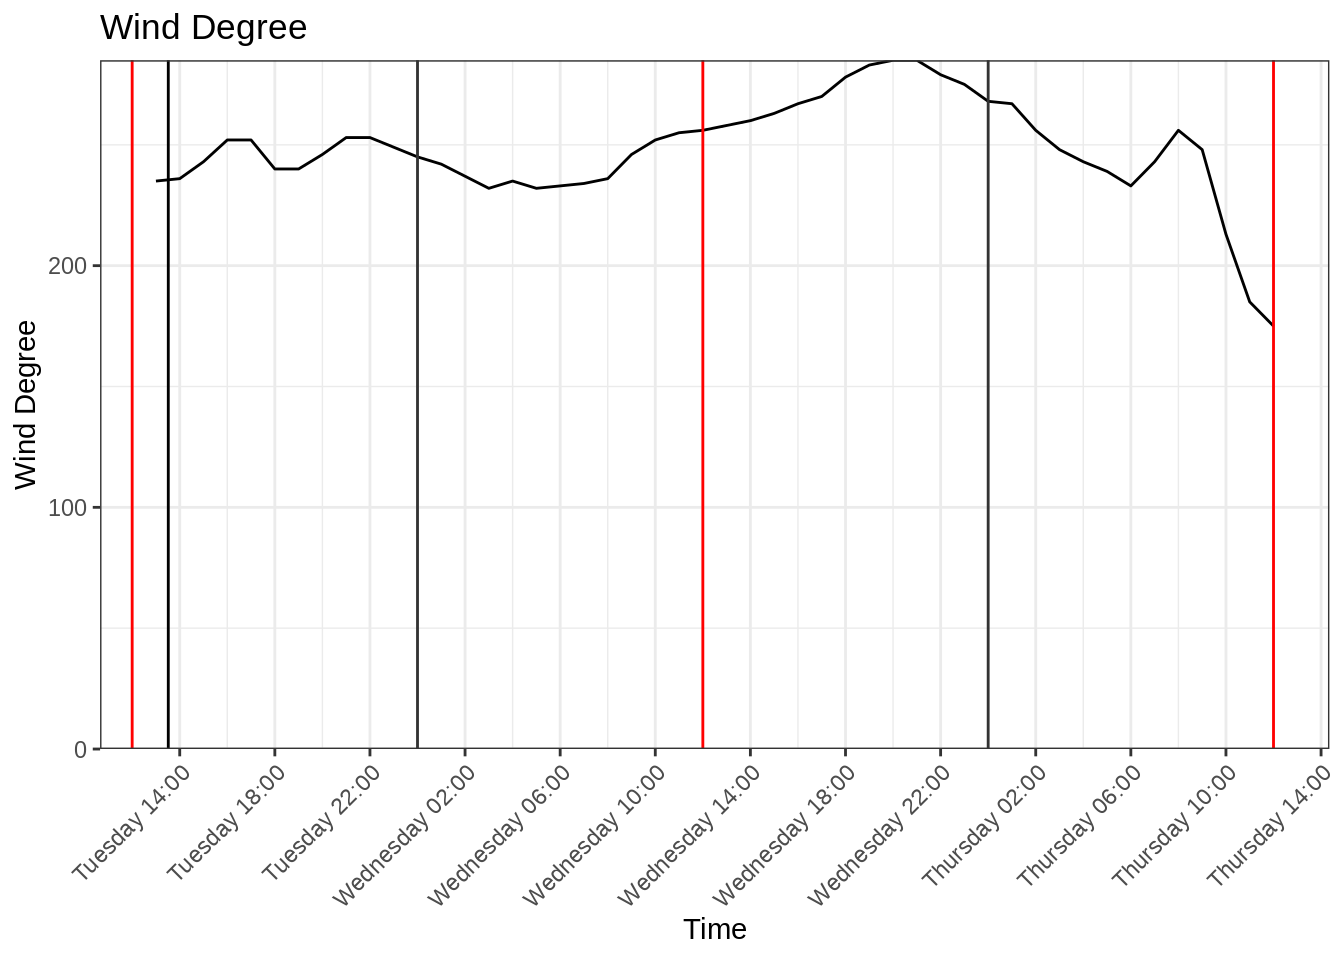 Wind Degree
Wind Degree
200
100
0
Tuesday 14:00
Tuesday 18:00
Tuesday 22:00
Wednesday 02:00
Wednesday 06:00
Wednesday 10:00
Wednesday 14:00
Wednesday 18:00
Wednesday 22:00
Thursday 02:00
Thursday 06:00
Thursday 10:00
Thursday 14:00
Time